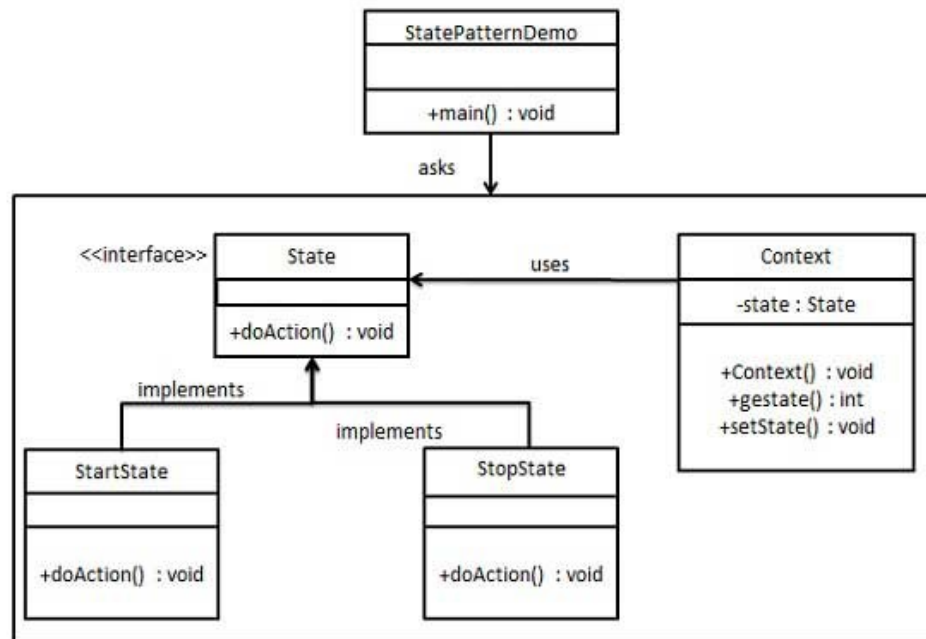 StatePatternDemo
+main() : void
asks
<<interface>>
State
+doAction() : void
uses
Context
-state : State
+Context() : void
+gestate() : int
+setState() : void
implements
implements
StartState
+doAction() : void
StopState
+doAction() : void